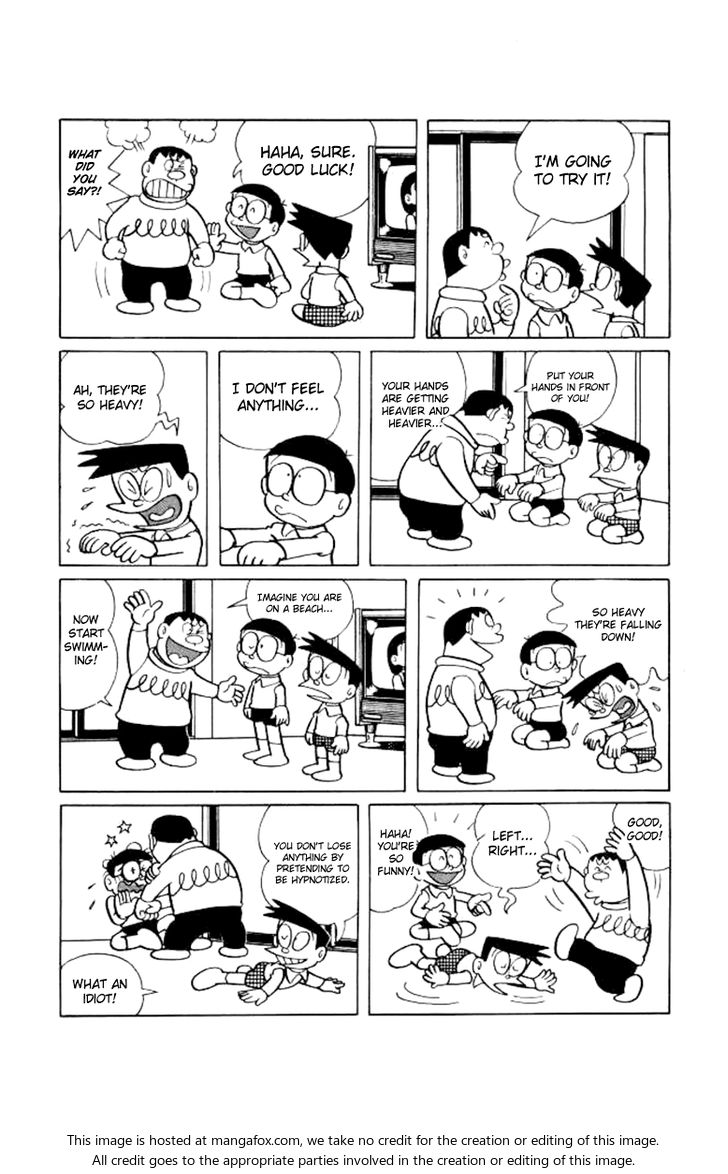 I'M GOING
TO TRY IT!
HAHA, SURE.
GOOD LUCK!
WHAT
DID
YOU
SAY?!
PUT YOUR
HANDS IN FRONT
OF YOU!
YOUR HANDS
ARE GETTING
HEAVIER AND
HEAVIER...
I DON'T FEEL
ANYTHING...
AH, THEY'RE
SO HEAVY!
SO HEAVY
THEY'RE FALLING
DOWN!
IMAGINE YOU ARE
ON A BEACH...
NOW
START
SWIMM-
ING!
GOOD,
GOOD!
LEFT...
RIGHT...
HAHA!
YOU'RE
SO
FUNNY!
YOU DON'T LOSE
ANYTHING BY
PRETENDING TO
BE HYPNOTIZED.
WHAT AN
IDIOT!
This image is hosted at mangafox.com, we take no credit for the creation or editing of this image.
All credit goes to the appropriate parties involved in the creation or editing of this image.